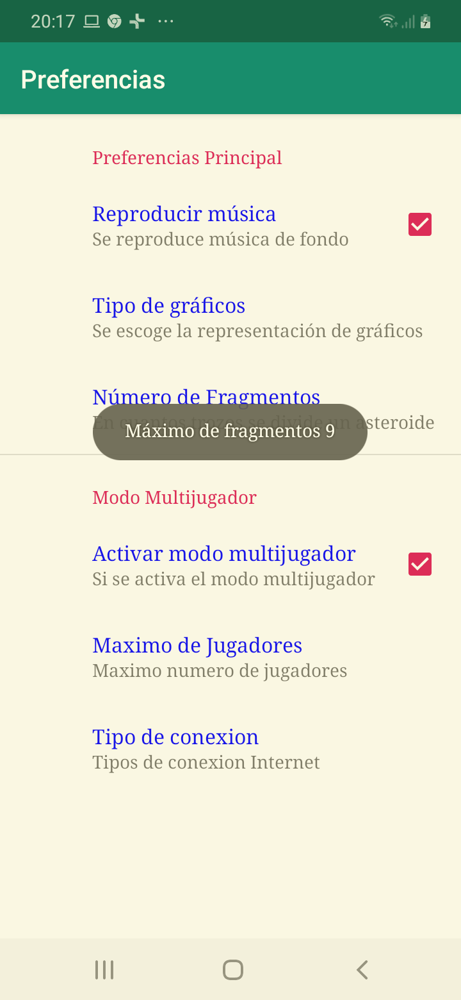 20:17
Preferencias
Preferencias Principal
Reproducir música
Se reproduce música de fondo
Tipo de gráficos
Se escoge la representación de gráficos
Número de Fragmentos
En cuantos trozos se divide un asteroide
Máximo de fragmentos 9
Modo Multijugador
Activar modo multijugador
Si se activa el modo multijugador
Maximo de Jugadores
Maximo numero de jugadores
Tipo de conexion
Tipos de conexion Internet